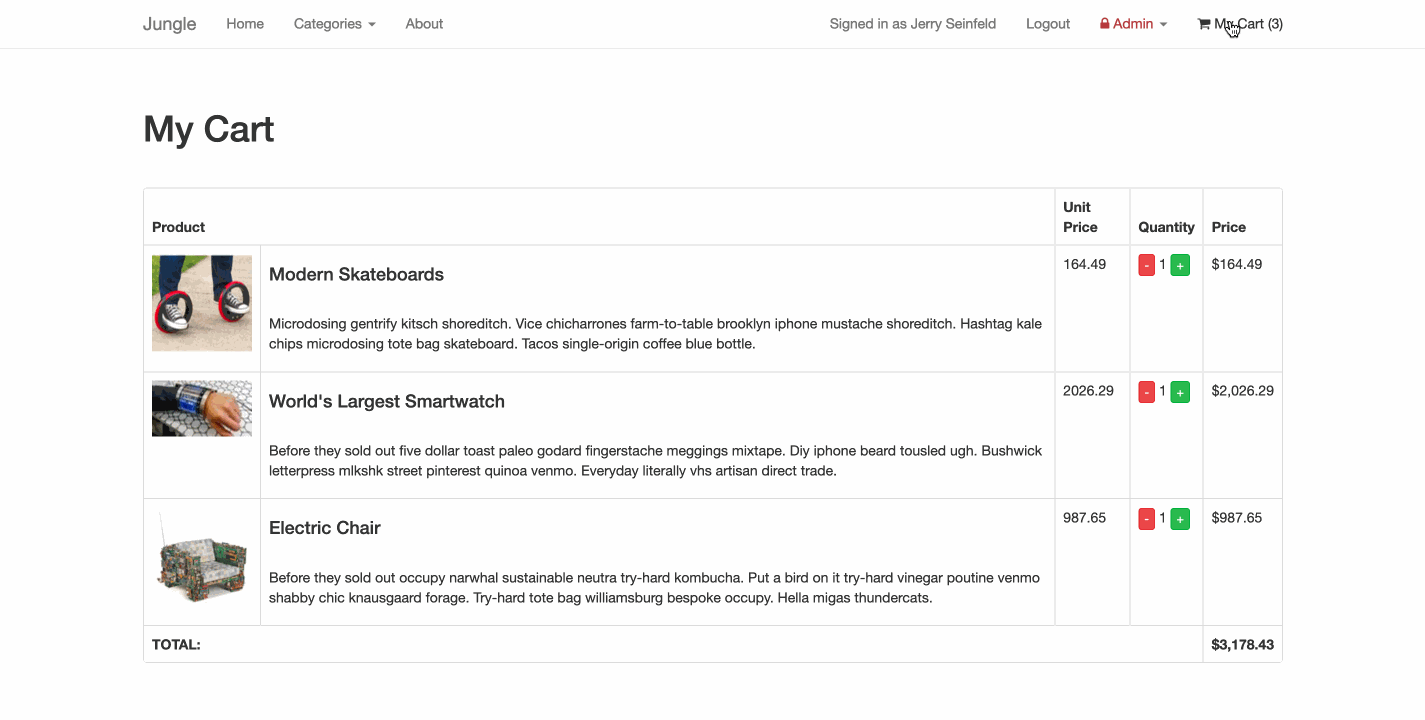 Jungle Home Categories About Signed in as Jerry Seinfeld Logout Admin My Cart (3)
My Cart
Product Unit Price Quantity Price
Modern Skateboards 164.49 - 1 + $164.49
Microdosing gentrify kitsch shoreditch. Vice chicharrones farm-to-table brooklyn iphone mustache shoreditch. Hashtag kale
chips microdosing tote bag skateboard. Tacos single-origin coffee blue bottle.
World's Largest Smartwatch 2026.29 - 1 + $2,026.29
Before they sold out five dollar toast paleo godard fingerstache meggings mixtape. Diy iphone beard tousled ugh. Bushwick
letterpress mlkshk street pinterest quinoa venmo. Everyday literally vhs artisan direct trade.
Electric Chair 987.65 - 1 + $987.65
Before they sold out occupy narwhal sustainable neutra try-hard kombucha. Put a bird on it try-hard vinegar poutine venmo
shabby chic knausgaard forage. Try-hard tote bag williamsburg bespoke occupy. Hella migas thundercats.
TOTAL: $3,178.43